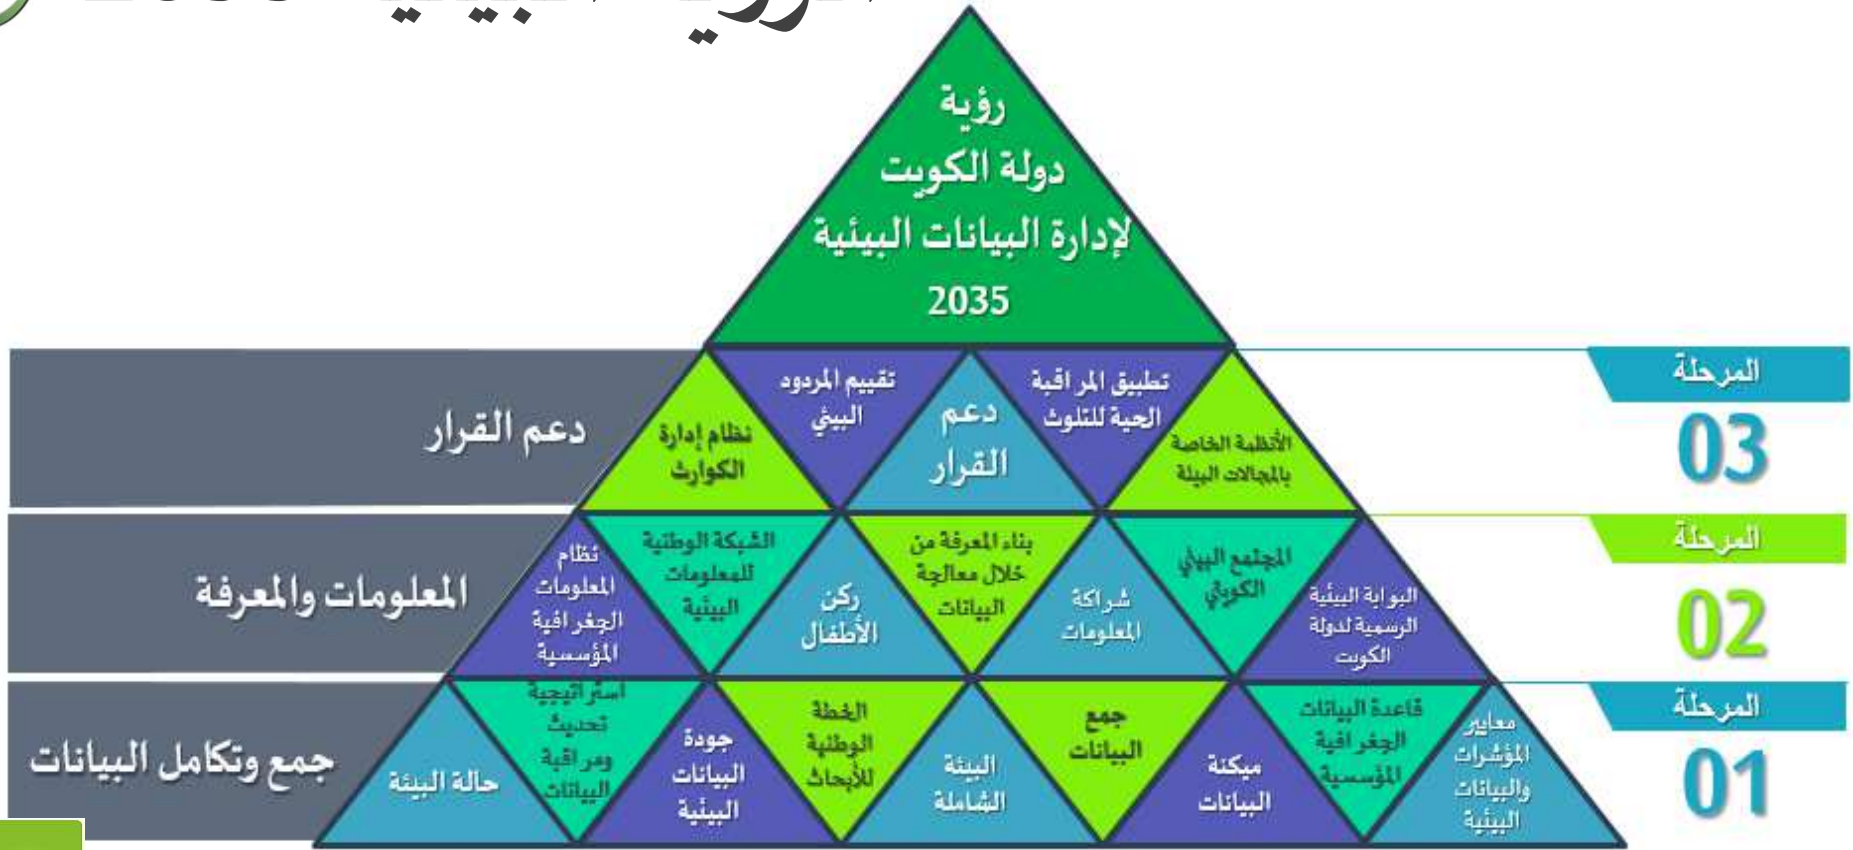 2035
رؤية
دولة الكويت
لإدارة البيانات البيئية
2035
المرحلة
03
دعم القرار
الأنظمة الخاصة
بالمجالات البيئة
تطبيق المراقبة
الحية للتلوث
دعم
القرار
تقييم المردود
البيئي
نظام إدارة
الكوارث
المرحلة
02
المعلومات والمعرفة
البوابة البيئية
الرسمية لدولة
الكويت
المجتمع البيئي
الكويتي
شراكة
المعلومات
بناء المعرفة من
خلال معالجة
البيانات
ركن
الأطفال
الشبكة الوطنية
للمعلومات
البيئية
نظام
المعلومات
الجغرافية
المؤسسية
المرحلة
01
جمع وتكامل البيانات
معايير
المؤشرات
والبيانات
البيئية
قاعدة البيانات
الجغرافية
المؤسسية
ميكنة
البيانات
جمع
البيانات
البيئة
الشاملة
الخطة
الوطنية
للأبحاث
جودة
البيانات
البيئية
استراتيجية
تحديث
ومراقبة
البيانات
حالة البيئة